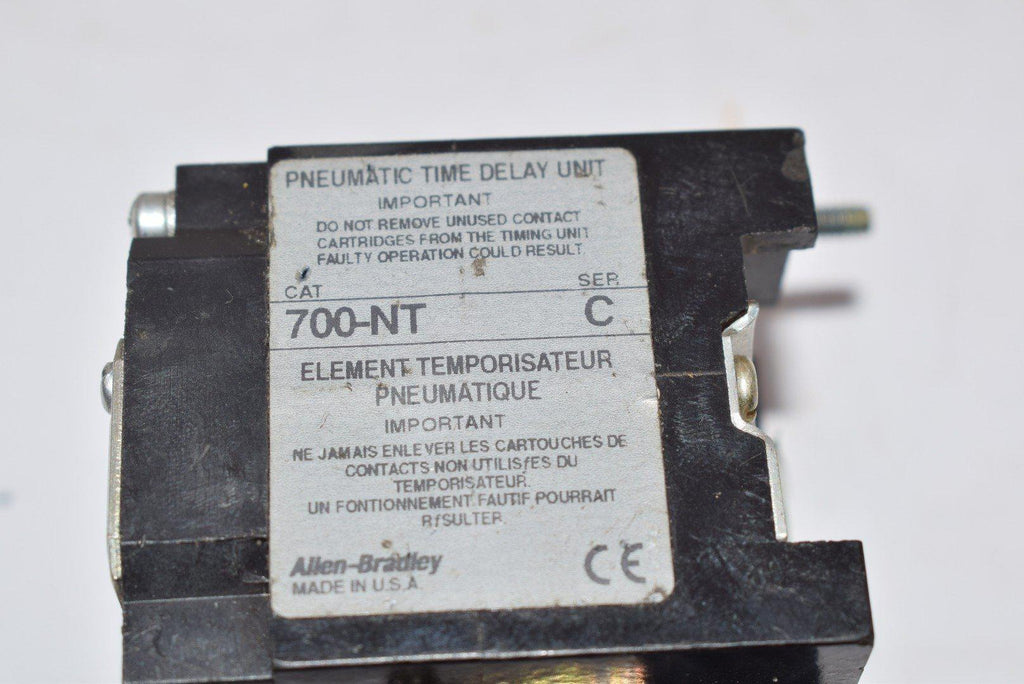 PNEUMATIC TIME DELAY UNIT
IMPORTANT
DO NOT REMOVE UNUSED CONTACT
CARTRIDGES FROM THE TIMING UNIT
FAULTY OPERATION COULD RESULT.
CAT SER
700-NT C
ELEMENT TEMPORISATEUR
PNEUMATIQUE
IMPORTANT
NE JAMAIS ENLEVER LES CARTOUCHES DE
CONTACTS NON UTILISfES DU
TEMPORISATEUR.
UN FONTIONNEMENT FAUTIF POURRAIT
RfSULTER.
Allen-Bradley CE
MADE IN U.S.A.